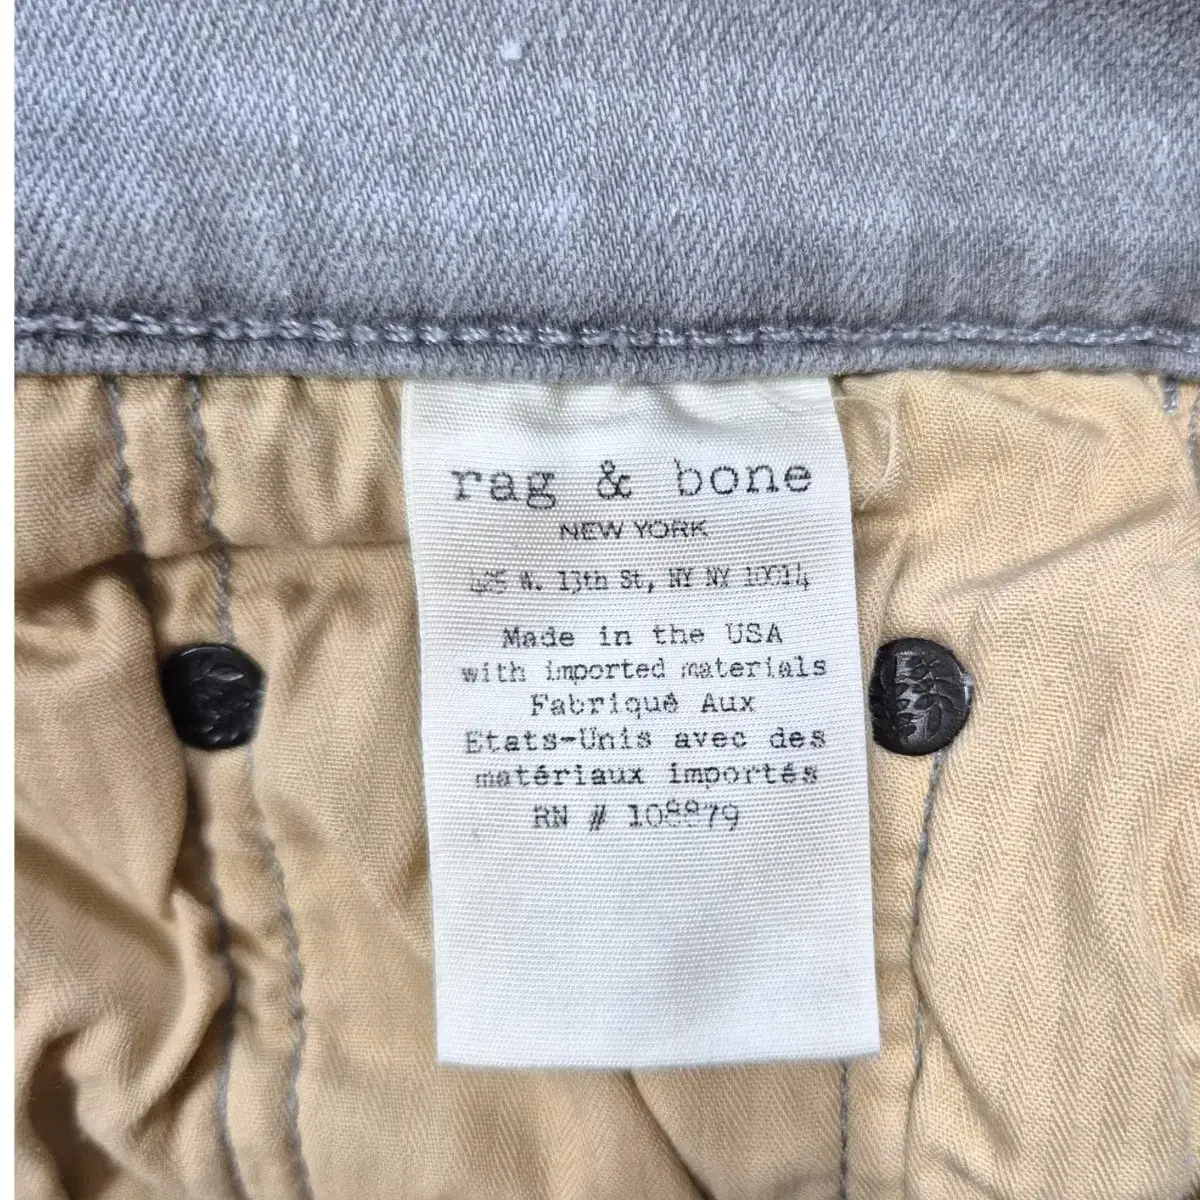 rag & bone
NEW YORK
425 W. 13th St, NY NY 10014
Made in the USA
with imported materials
Fabriqué Aux
Etats-Unis avec des
matériaux importés
RN # 108879